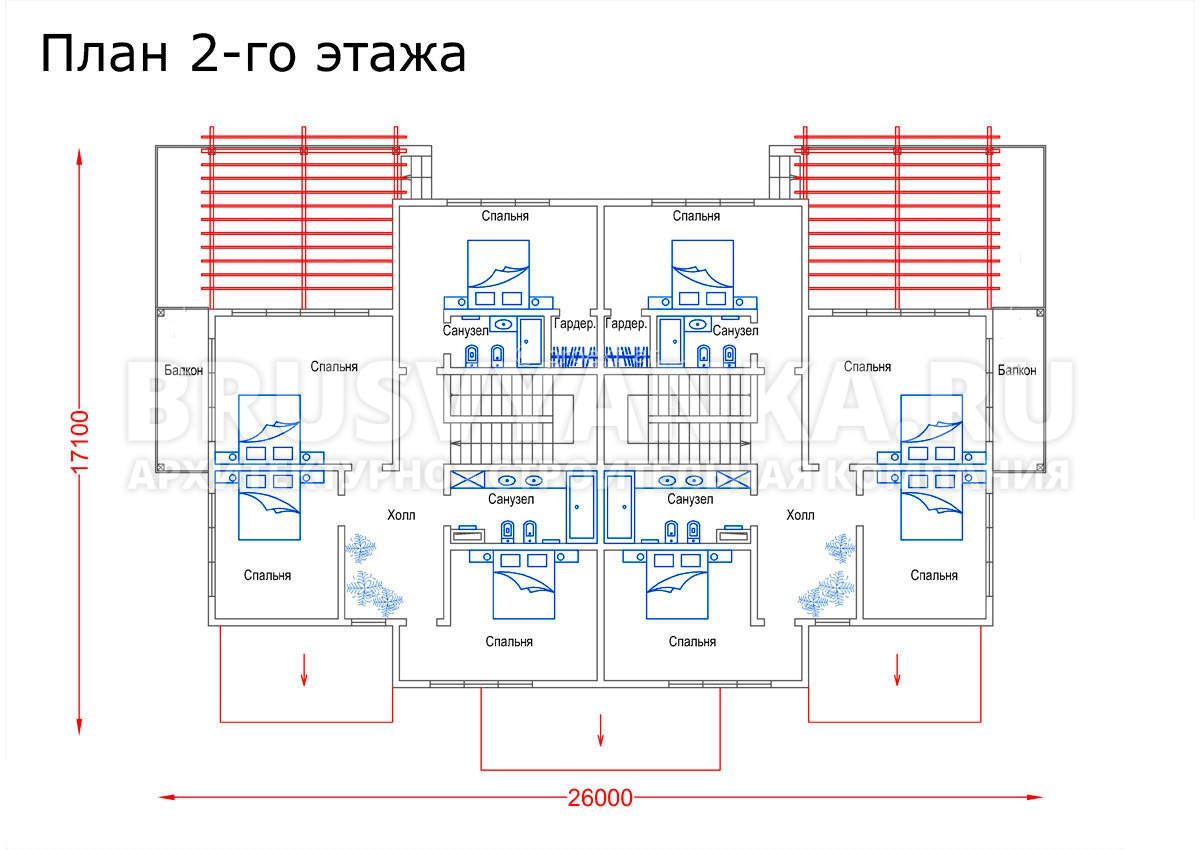 План 2-го этажа
Спальня Спальня
Санузел Гардер. Гардер. Санузел
Балкон Спальня Спальня Балкон
BRUSVYANKA.RU
17100
АРХИТЕКТУРНО-СТРОИТЕЛЬНАЯ КОМПАНИЯ
Санузел Санузел
Холл Холл
Спальня Спальня
Спальня Спальня
26000